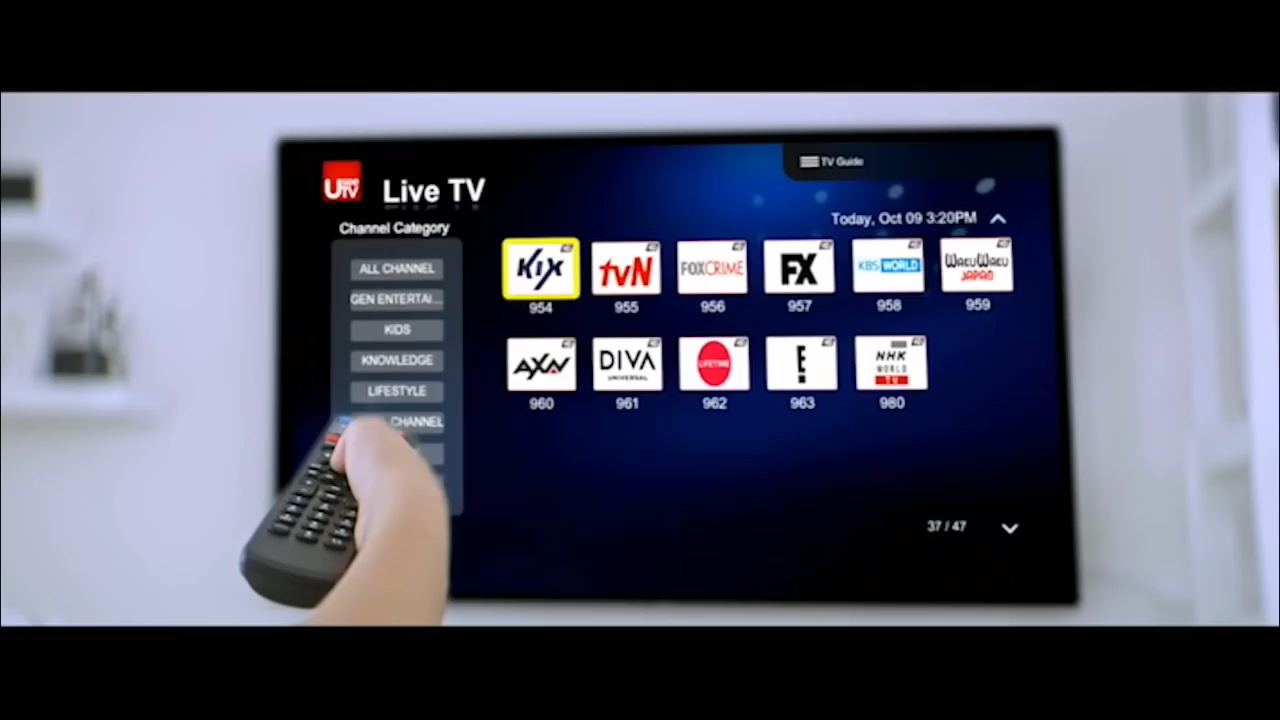 TV Guide
USee TV
Live TV
Today, Oct 09 3:20PM
Channel Category
ALL CHANNEL
GEN ENTERTAI...
KIDS
KNOWLEDGE
LIFESTYLE
CHANNEL
KIX
tvN
FOXCRIME
FX
KBS WORLD
WAKUWAKU
JAPAN
954
955
956
957
958
959
AXN
DIVA
UNIVERSAL
LIFETIME
E!
NHK
WORLD
TV
960
961
962
963
980
37 / 47